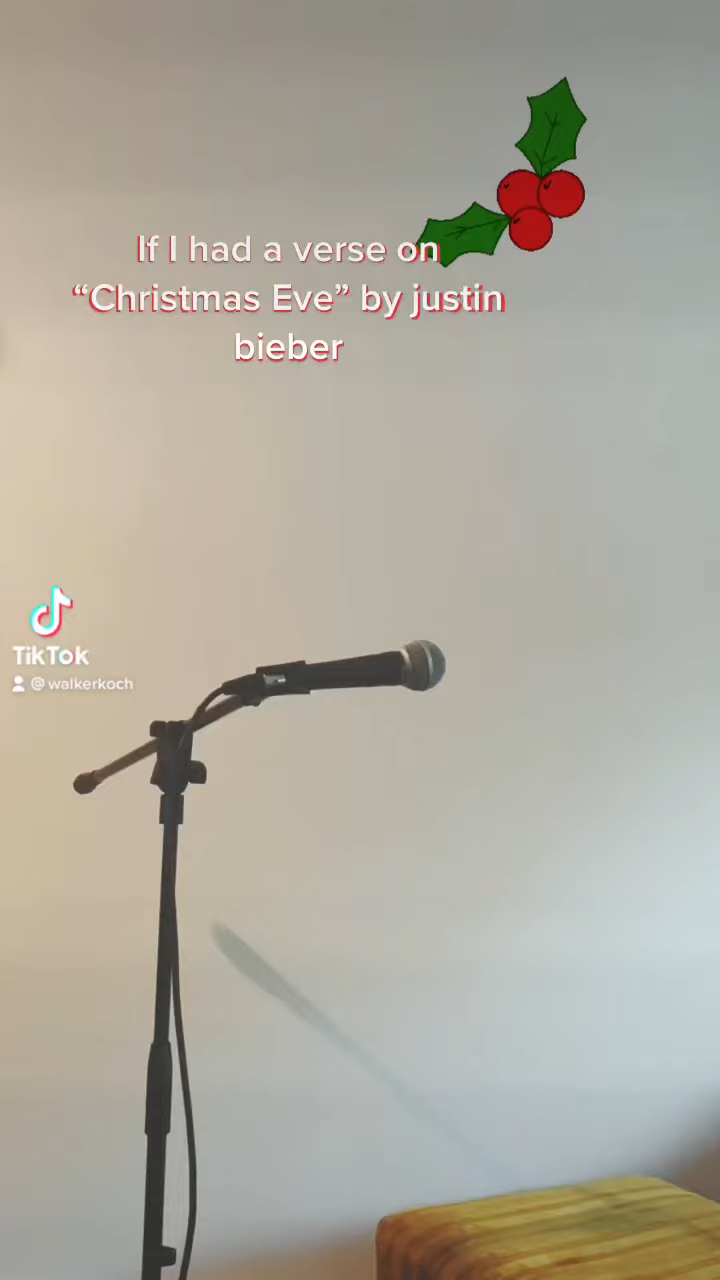 If I had a verse on
“Christmas Eve” by justin
bieber
TikTok
@walkerkoch